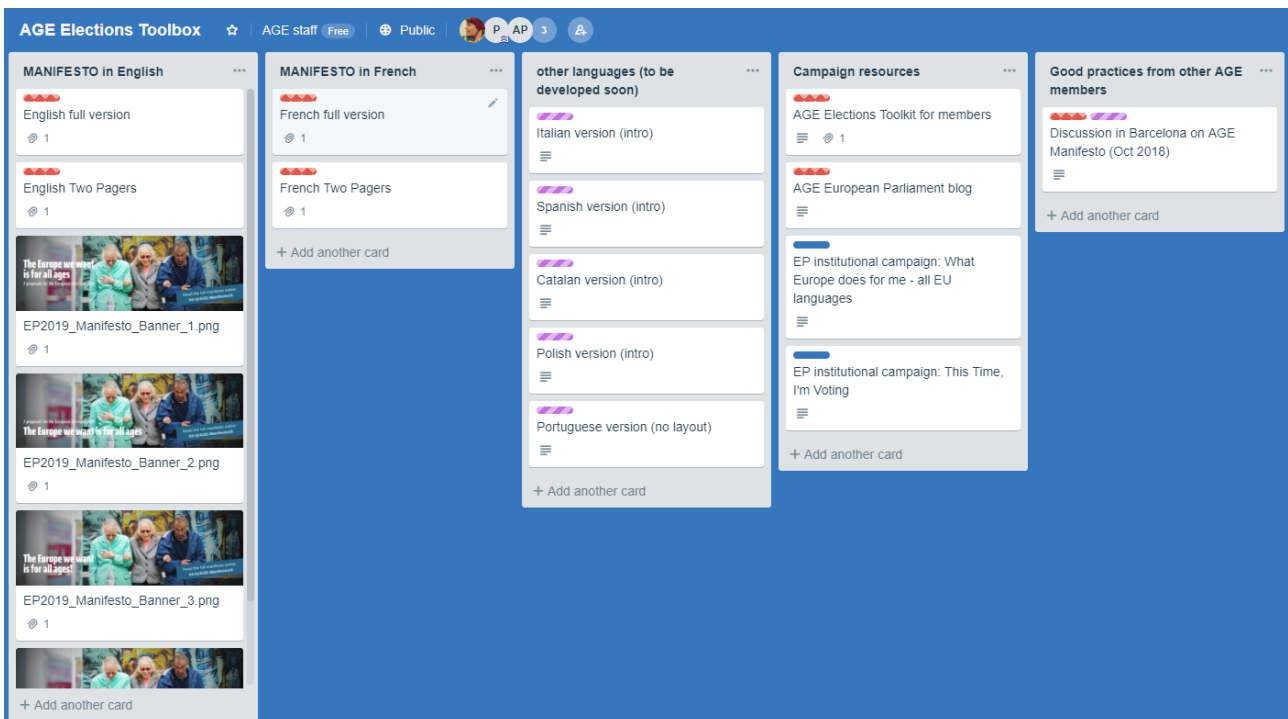 AGE Elections Toolbox
AGE staff Free
Public
P AP 3
MANIFESTO in English
English full version
1
English Two Pagers
1
The Europe we want
is for all ages
EP2019_Manifesto_Banner_1.png
1
The Europe we want is for all ages
EP2019_Manifesto_Banner_2.png
1
The Europe we want
is for all ages!
EP2019_Manifesto_Banner_3.png
1
+ Add another card
MANIFESTO in French
French full version
1
French Two Pagers
1
+ Add another card
other languages (to be
developed soon)
Italian version (intro)
Spanish version (intro)
Catalan version (intro)
Polish version (intro)
Portuguese version (no layout)
+ Add another card
Campaign resources
AGE Elections Toolkit for members
1
AGE European Parliament blog
EP institutional campaign: What
Europe does for me - all EU
languages
EP institutional campaign: This Time,
I'm Voting
+ Add another card
Good practices from other AGE
members
Discussion in Barcelona on AGE
Manifesto (Oct 2018)
+ Add another card